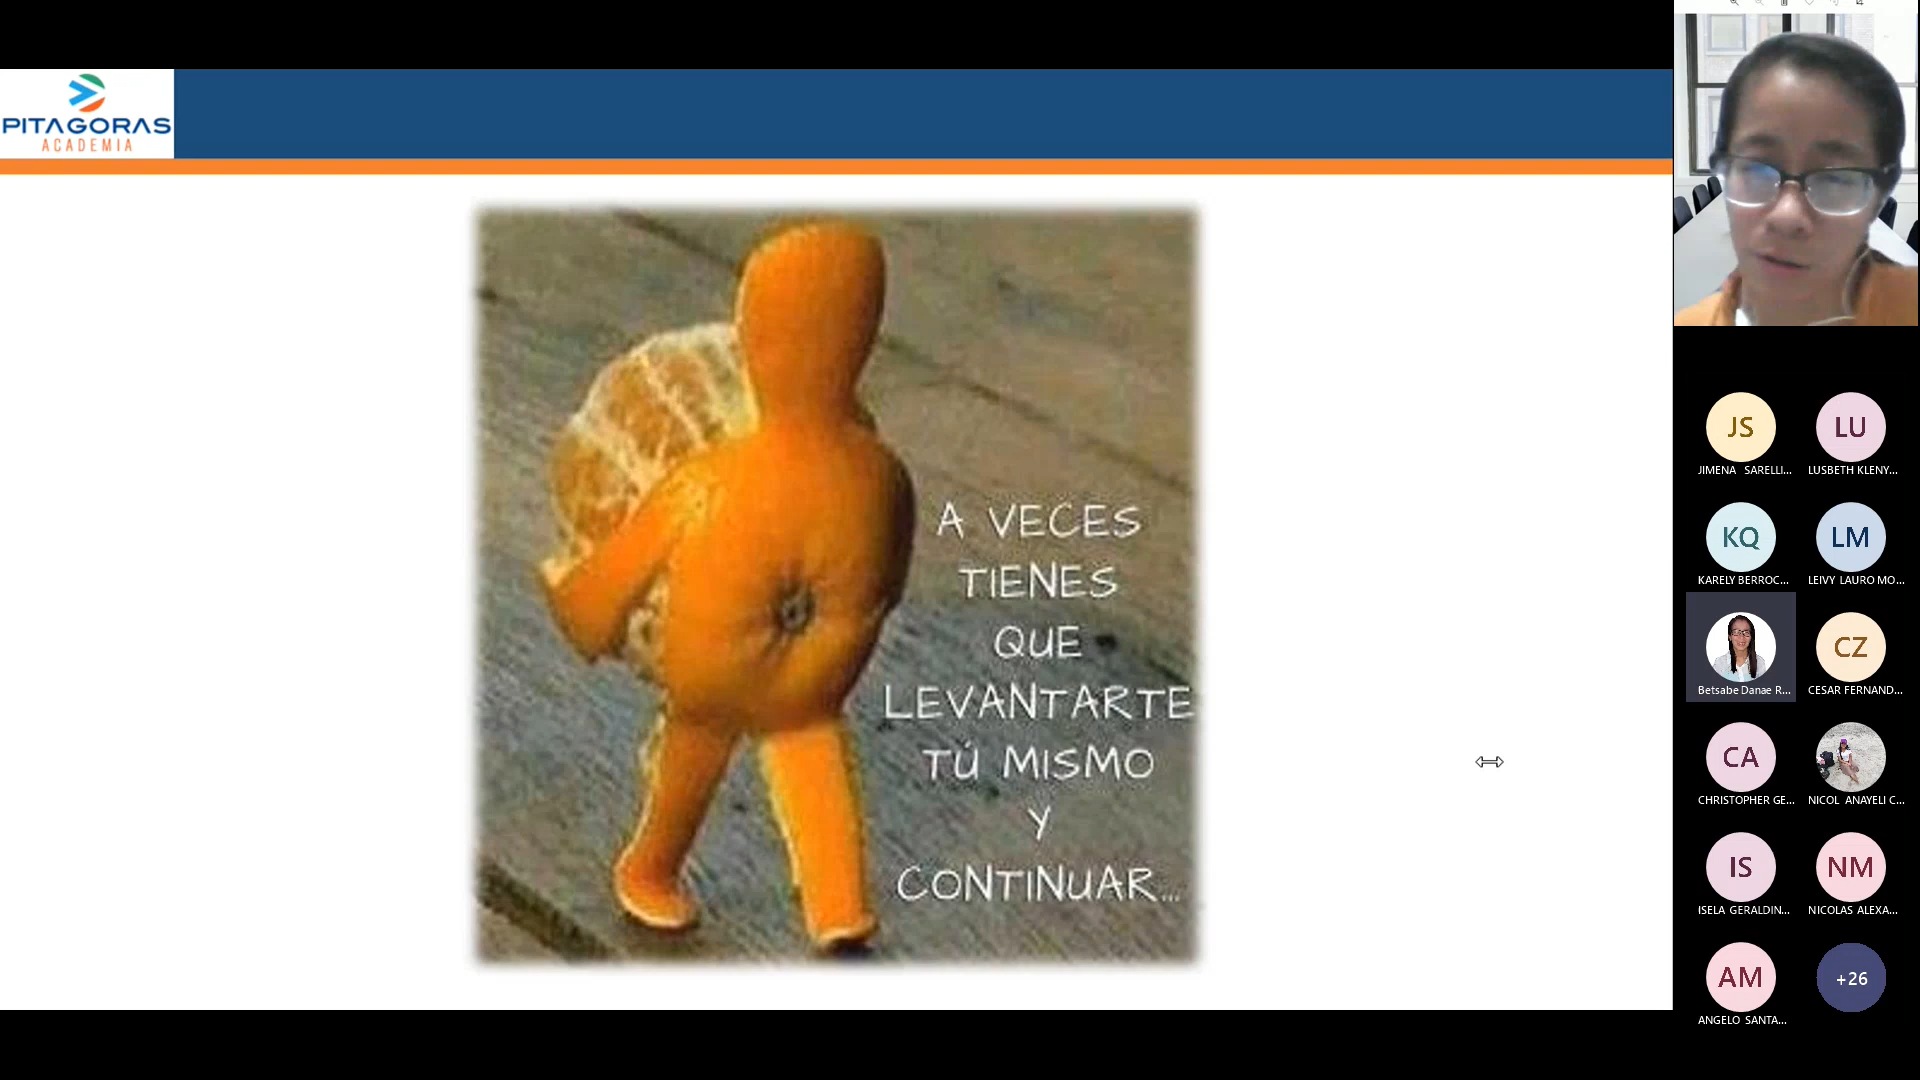 PITAGORAS
ACADEMIA
A VECES
TIENES
QUE
LEVANTARTE
TÚ MISMO
Y
CONTINUAR...
JS
JIMENA SARELLI...
LU
LUSBETH KLENY...
KQ
KARELY BERROC...
LM
LEIVY LAURO MO...
Betsabe Danae R...
CZ
CESAR FERNAND...
CA
CHRISTOPHER GE...
NICOL ANAYELI C...
IS
ISELA GERALDIN...
NM
NICOLAS ALEXA...
AM
ANGELO SANTA...
+26